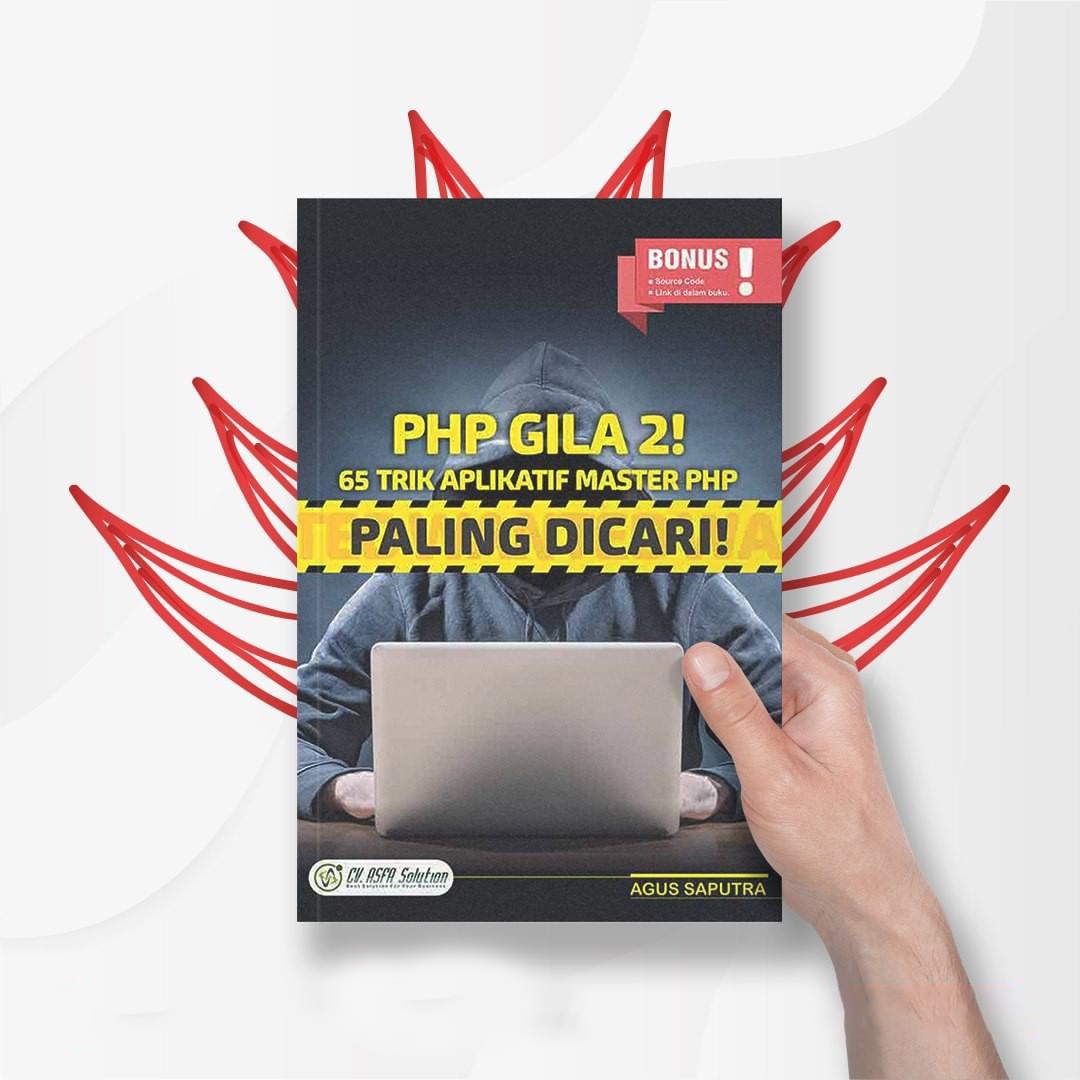 BONUS !
Source Code
Link di dalam buku.
PHP GILA 2!
65 TRIK APLIKATIF MASTER PHP
PALING DICARI!
CV. ASFA Solution
Best Solution For Your Business
AGUS SAPUTRA